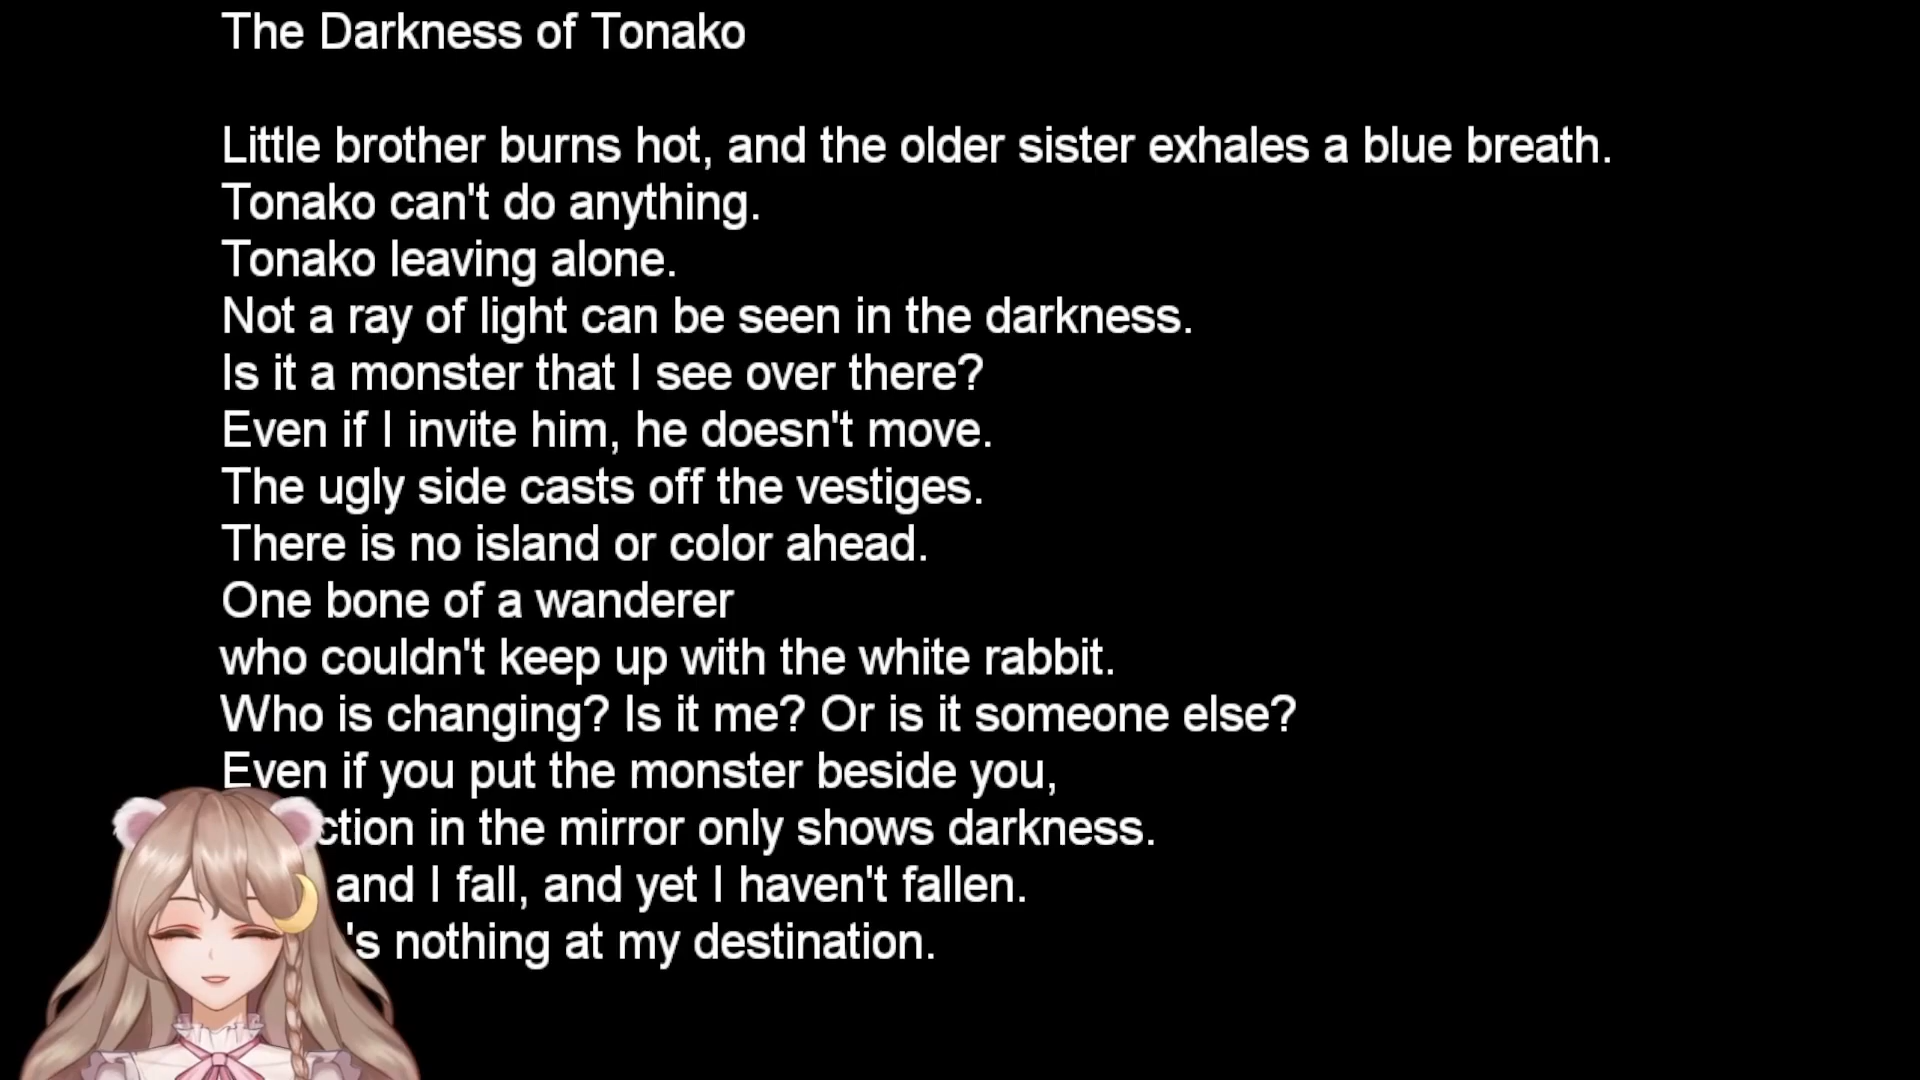 The Darkness of Tonako
Little brother burns hot, and the older sister exhales a blue breath.
Tonako can't do anything.
Tonako leaving alone.
Not a ray of light can be seen in the darkness.
Is it a monster that I see over there?
Even if I invite him, he doesn't move.
The ugly side casts off the vestiges.
There is no island or color ahead.
One bone of a wanderer
who couldn't keep up with the white rabbit.
Who is changing? Is it me? Or is it someone else?
Even if you put the monster beside you,
in the mirror only shows darkness.
and I fall, and yet I haven't fallen.
's nothing at my destination.